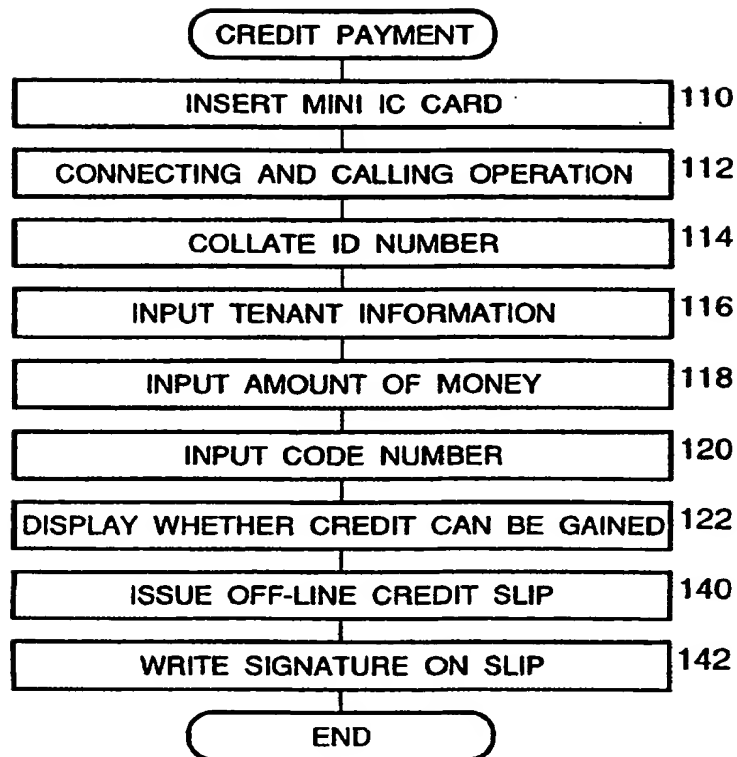 CREDIT PAYMENT
INSERT MINI IC CARD 110
CONNECTING AND CALLING OPERATION 112
COLLATE ID NUMBER 114
INPUT TENANT INFORMATION 116
INPUT AMOUNT OF MONEY 118
INPUT CODE NUMBER 120
DISPLAY WHETHER CREDIT CAN BE GAINED 122
ISSUE OFF-LINE CREDIT SLIP 140
WRITE SIGNATURE ON SLIP 142
END